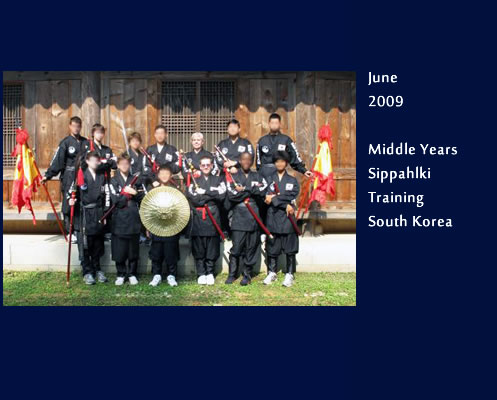 June
2009
Middle Years
Sippahlki
Training
South Korea